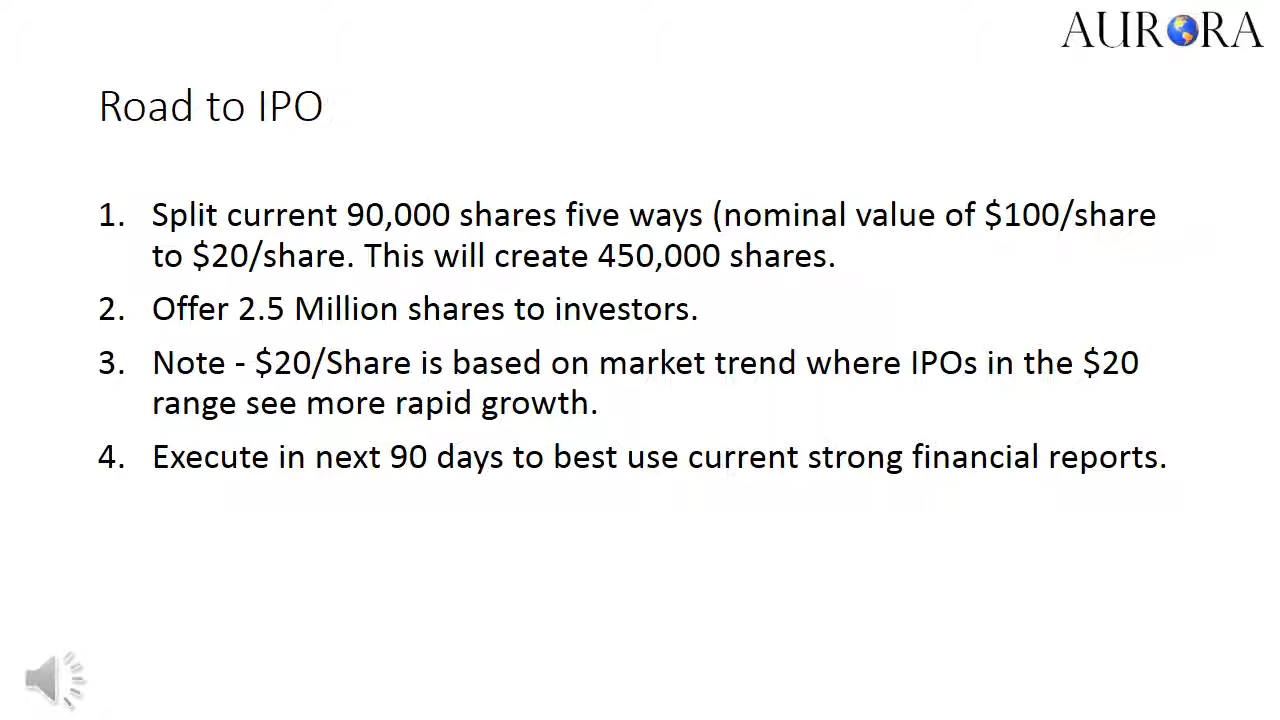 AURORA
Road to IPO
1. Split current 90,000 shares five ways (nominal value of $100/share
to $20/share. This will create 450,000 shares.
2. Offer 2.5 Million shares to investors.
3. Note - $20/Share is based on market trend where IPOs in the $20
range see more rapid growth.
4. Execute in next 90 days to best use current strong financial reports.